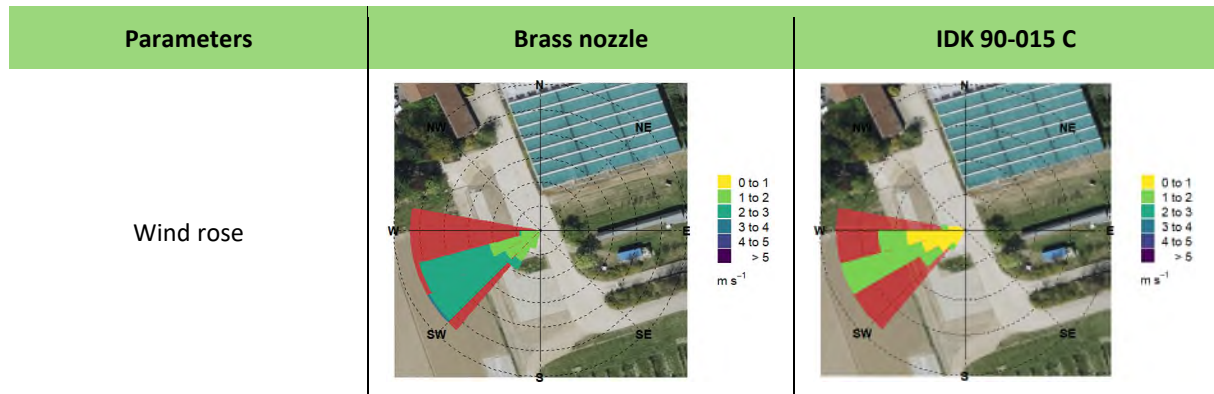 Parameters
Brass nozzle
IDK 90-015 C
Wind rose
N
NW
NE
W
E
SW
SE
S
0 to 1
1 to 2
2 to 3
3 to 4
4 to 5
> 5
m s⁻¹
N
NW
NE
W
E
SW
SE
S
0 to 1
1 to 2
2 to 3
3 to 4
4 to 5
> 5
m s⁻¹